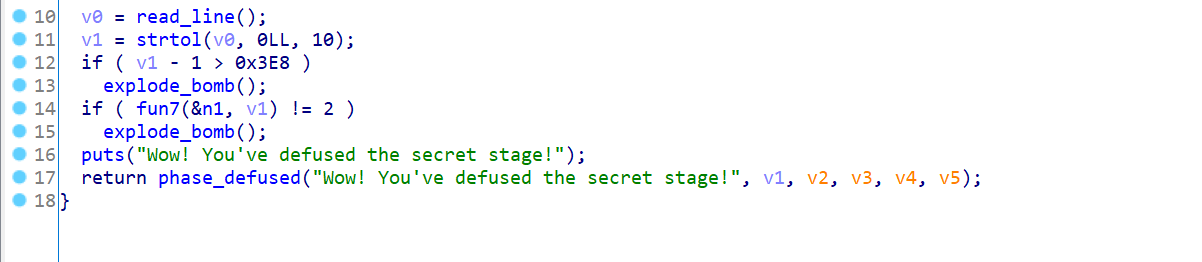 10 v0 = read_line();
11 v1 = strtol(v0, 0LL, 10);
12 if ( v1 - 1 > 0x3E8 )
13 explode_bomb();
14 if ( fun7(&n1, v1) != 2 )
15 explode_bomb();
16 puts("Wow! You've defused the secret stage!");
17 return phase_defused("Wow! You've defused the secret stage!", v1, v2, v3, v4, v5);
18 }